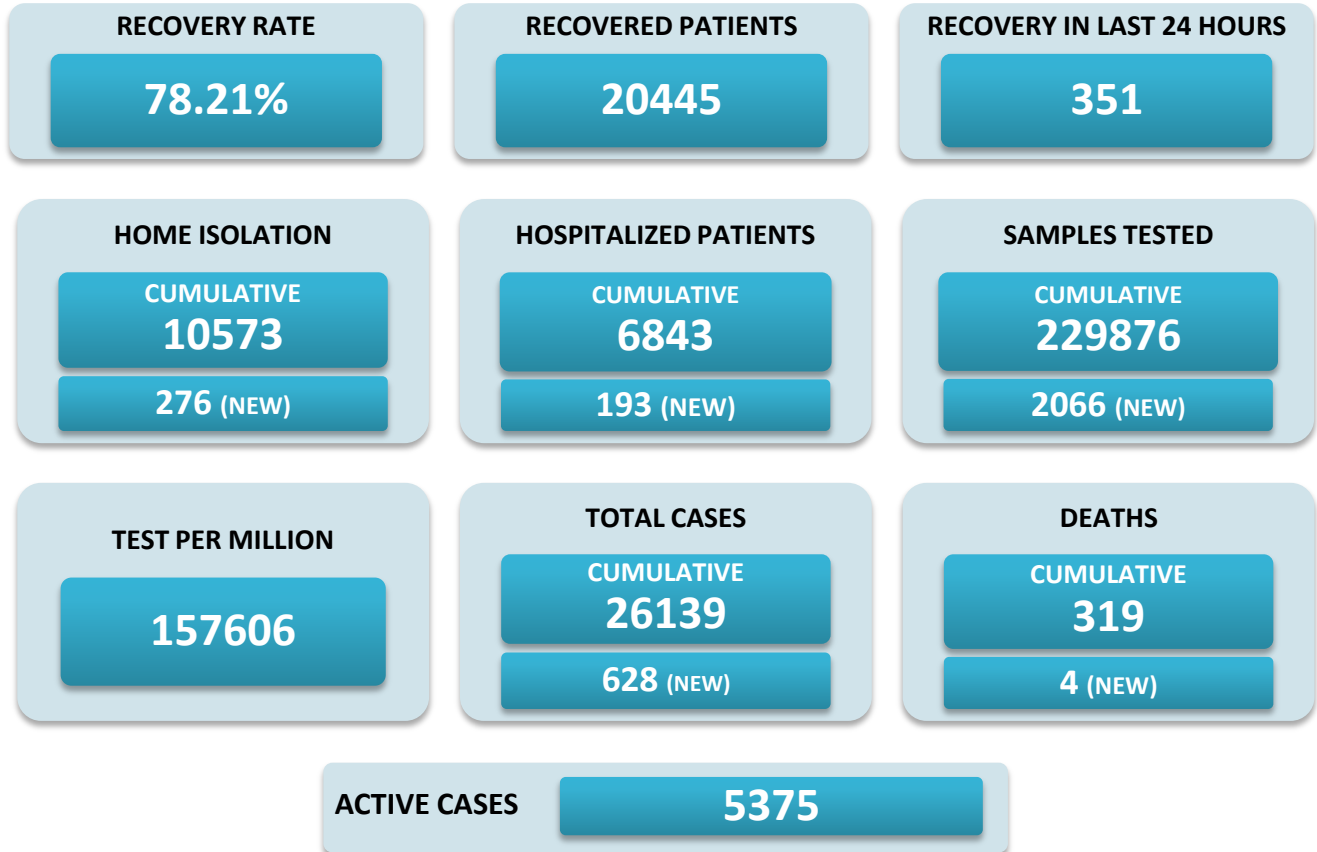 RECOVERY RATE
78.21%
RECOVERED PATIENTS
20445
RECOVERY IN LAST 24 HOURS
351
HOME ISOLATION
CUMULATIVE
10573
276 (NEW)
HOSPITALIZED PATIENTS
CUMULATIVE
6843
193 (NEW)
SAMPLES TESTED
CUMULATIVE
229876
2066 (NEW)
TEST PER MILLION
157606
TOTAL CASES
CUMULATIVE
26139
628 (NEW)
DEATHS
CUMULATIVE
319
4 (NEW)
ACTIVE CASES
5375